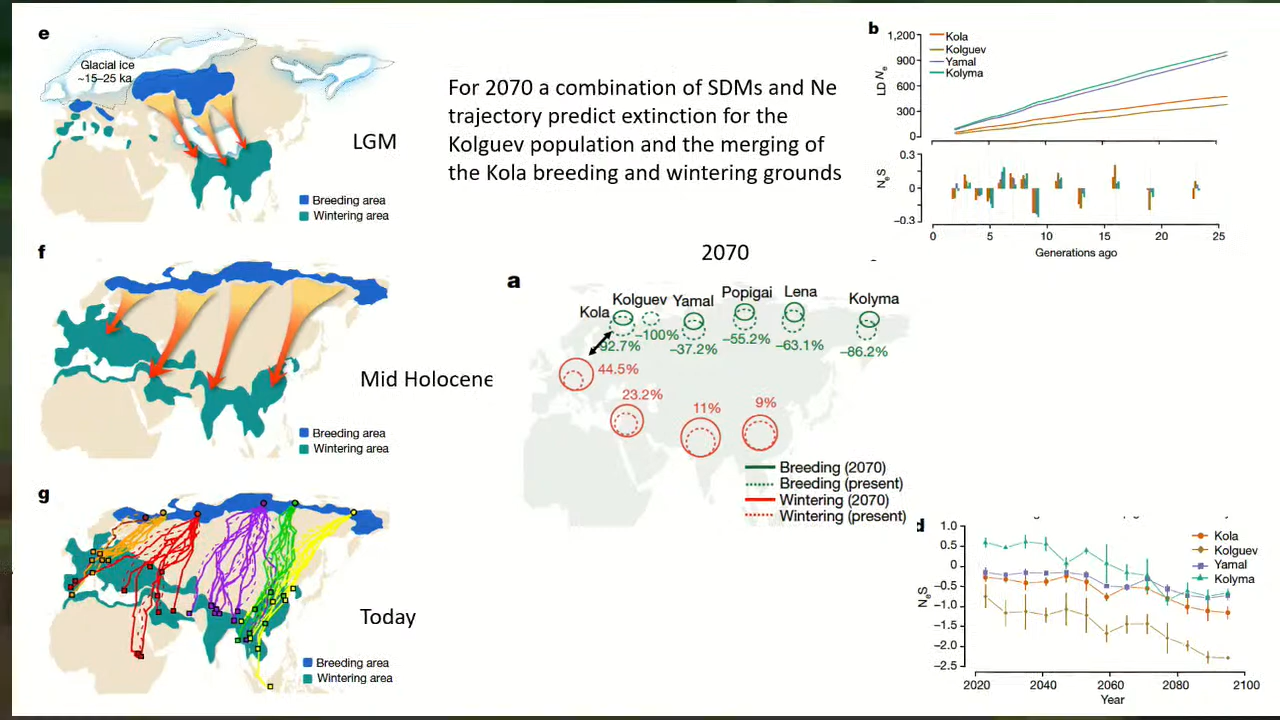 e
Glacial ice
~15–25 ka
LGM
Breeding area
Wintering area
f
Mid Holocene
Breeding area
Wintering area
g
Today
Breeding area
Wintering area
For 2070 a combination of SDMs and Ne
trajectory predict extinction for the
Kolguev population and the merging of
the Kola breeding and wintering grounds
2070
a
Kola
Kolguev
Yamal
Popigai
Lena
Kolyma
–92.7%
–100%
–37.2%
–55.2%
–63.1%
–86.2%
44.5%
23.2%
11%
9%
Breeding (2070)
Breeding (present)
Wintering (2070)
Wintering (present)
b
1,200
900
600
300
0
LD Ne
Kola
Kolguev
Yamal
Kolyma
0.3
0
–0.3
NeS
0 5 10 15 20 25
Generations ago
d
1.0
0.5
0
–0.5
–1.0
–1.5
–2.0
–2.5
NeS
Kola
Kolguev
Yamal
Kolyma
2020 2040 2060 2080 2100
Year